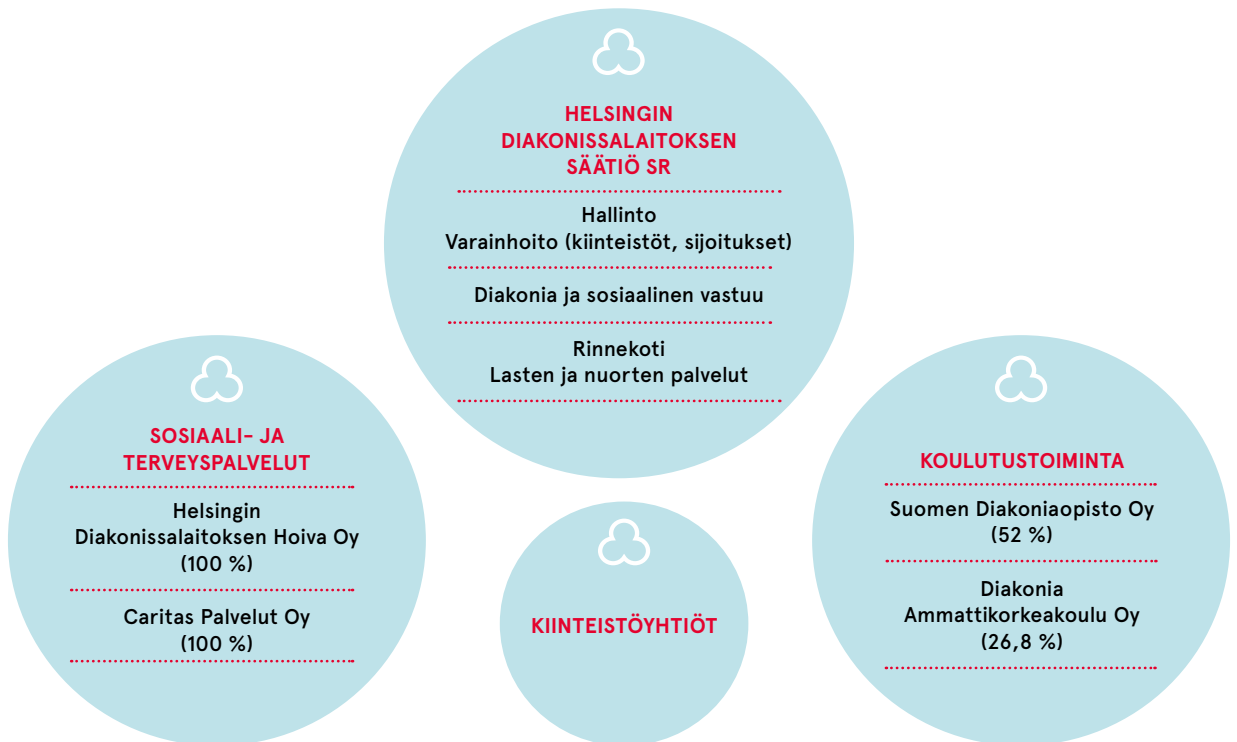 HELSINGIN
DIAKONISSALAITOKSEN
SÄÄTIÖ SR
Hallinto
Varainhoito (kiinteistöt, sijoitukset)
Diakonia ja sosiaalinen vastuu
Rinnekoti
Lasten ja nuorten palvelut
SOSIAALI- JA
TERVEYSPALVELUT
Helsingin
Diakonissalaitoksen Hoiva Oy
(100 %)
Caritas Palvelut Oy
(100 %)
KIINTEISTÖYHTIÖT
KOULUTUSTOIMINTA
Suomen Diakoniaopisto Oy
(52 %)
Diakonia
Ammattikorkeakoulu Oy
(26,8 %)